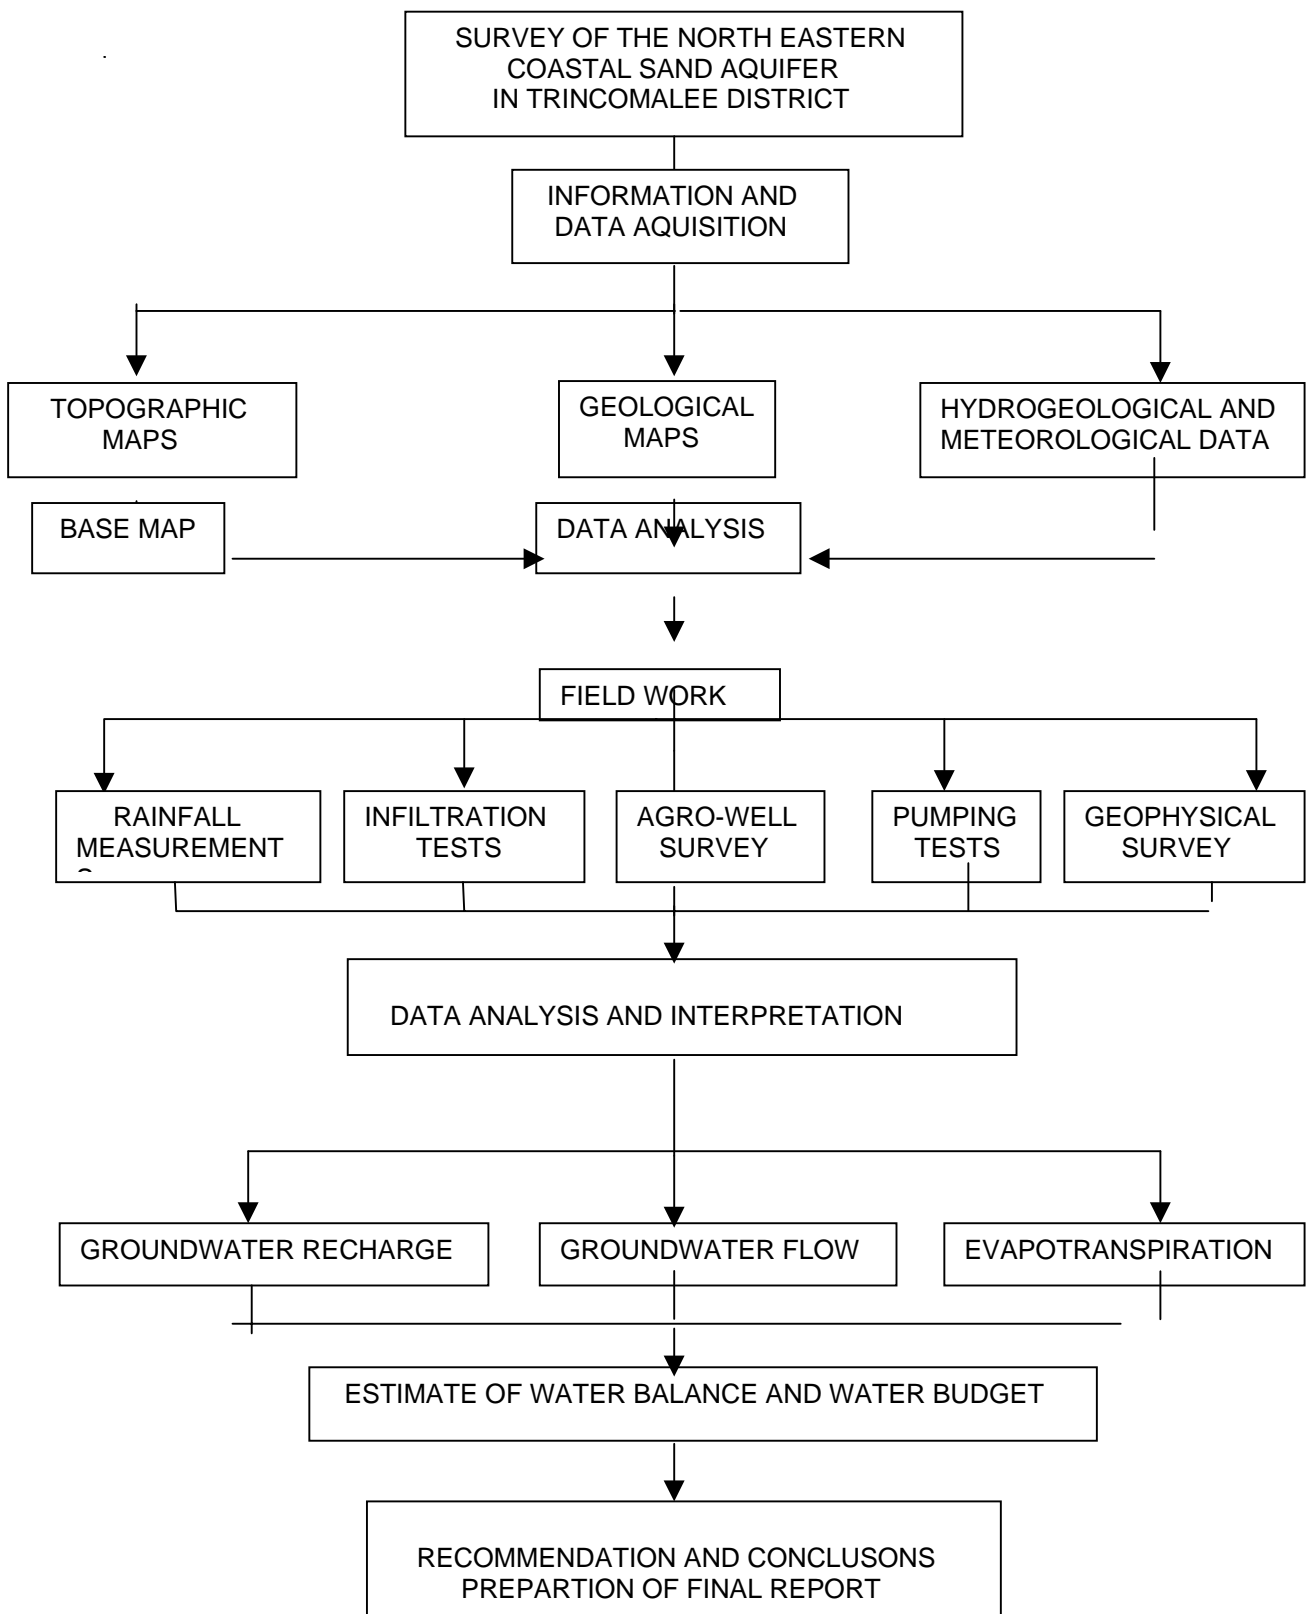 SURVEY OF THE NORTH EASTERN
COASTAL SAND AQUIFER
IN TRINCOMALEE DISTRICT
INFORMATION AND
DATA AQUISITION
TOPOGRAPHIC
MAPS
GEOLOGICAL
MAPS
HYDROGEOLOGICAL AND
METEOROLOGICAL DATA
BASE MAP
DATA ANALYSIS
FIELD WORK
RAINFALL
MEASUREMENT
INFILTRATION
TESTS
AGRO-WELL
SURVEY
PUMPING
TESTS
GEOPHYSICAL
SURVEY
DATA ANALYSIS AND INTERPRETATION
GROUNDWATER RECHARGE
GROUNDWATER FLOW
EVAPOTRANSPIRATION
ESTIMATE OF WATER BALANCE AND WATER BUDGET
RECOMMENDATION AND CONCLUSONS
PREPARTION OF FINAL REPORT